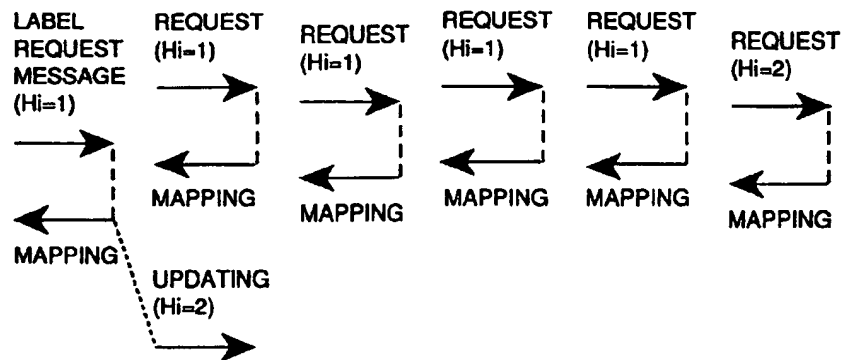 LABEL
REQUEST
MESSAGE
(Hi=1)
MAPPING
REQUEST
(Hi=1)
MAPPING
UPDATING
(Hi=2)
REQUEST
(Hi=1)
MAPPING
REQUEST
(Hi=1)
MAPPING
REQUEST
(Hi=1)
MAPPING
REQUEST
(Hi=2)
MAPPING